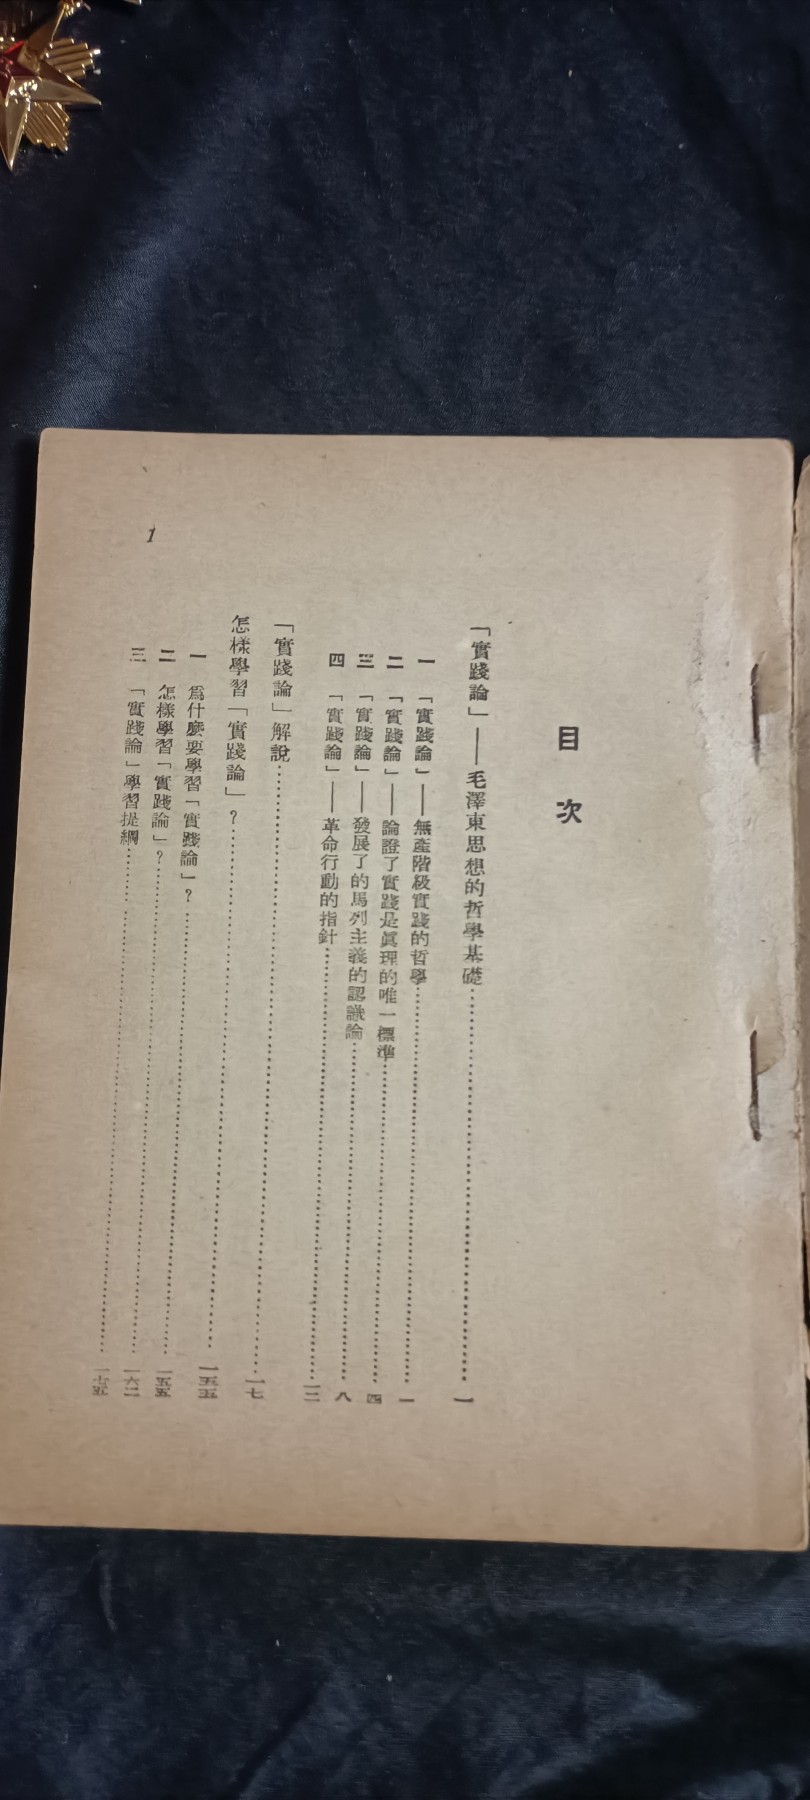 目次
「實踐論」——毛澤東思想的哲學基礎……一
一 「實踐論」——無產階級實踐的哲學……一
二 「實踐論」——論證了實踐是眞理的唯一標準……四
三 「實踐論」——發展了的馬列主義的認識論……八
四 「實踐論」——革命行動的指針……一二
「實踐論」解說……一七
怎樣學習「實踐論」？……一五五
一 爲什麼要學習「實踐論」？……一五五
二 怎樣學習「實踐論」？……一六二
三 「實踐論」學習提綱……一七五
1